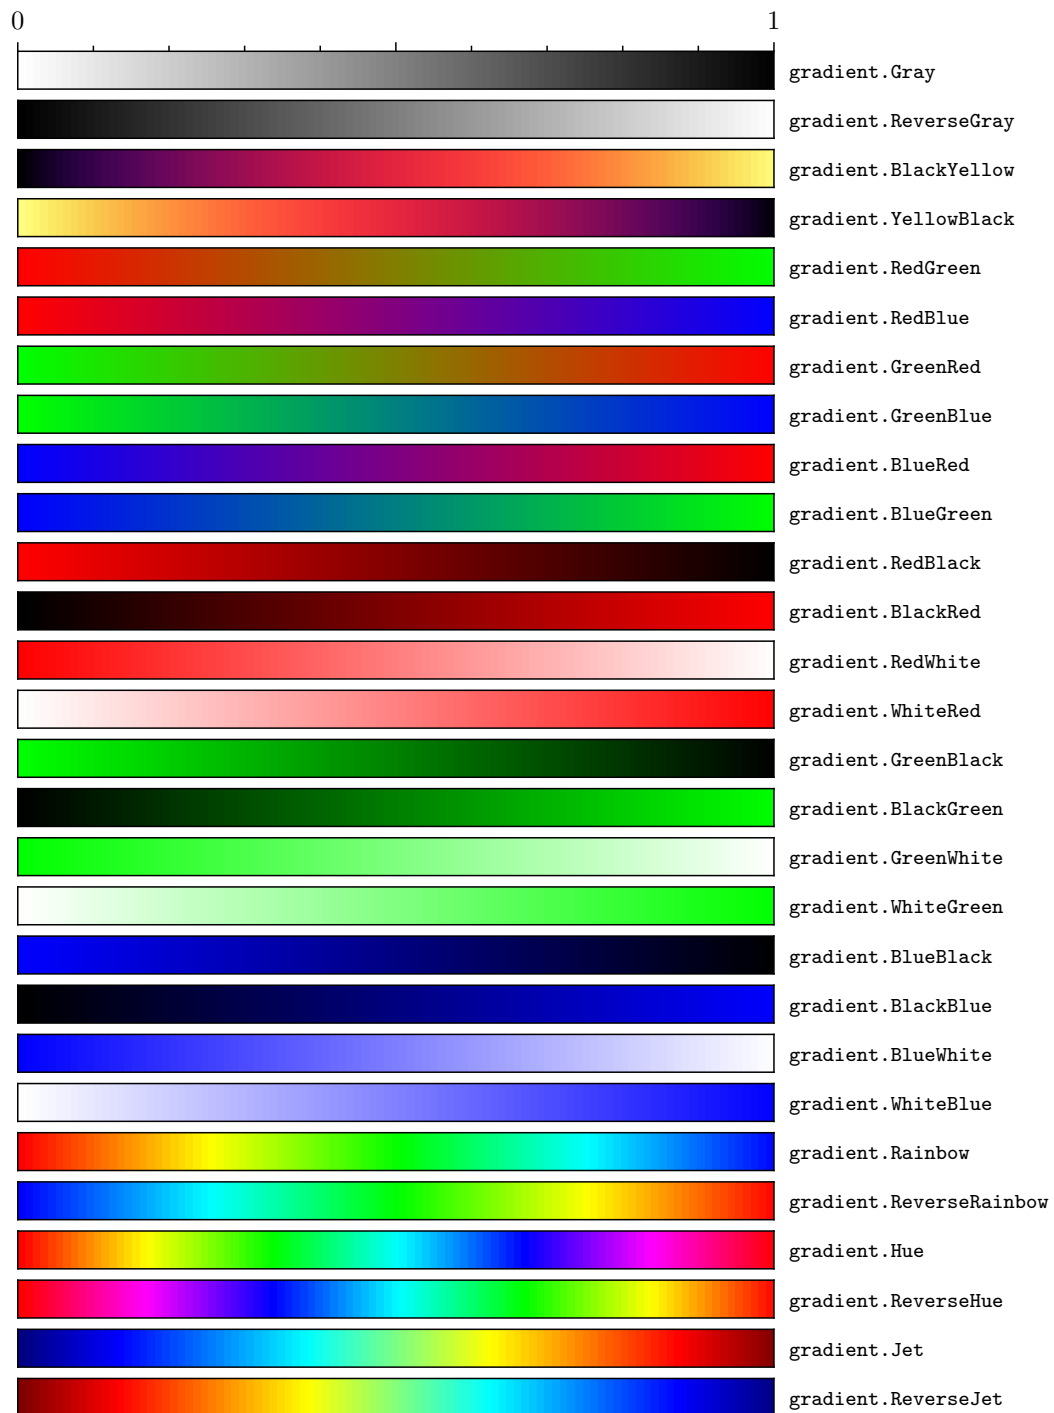 0 1
gradient.Gray
gradient.ReverseGray
gradient.BlackYellow
gradient.YellowBlack
gradient.RedGreen
gradient.RedBlue
gradient.GreenRed
gradient.GreenBlue
gradient.BlueRed
gradient.BlueGreen
gradient.RedBlack
gradient.BlackRed
gradient.RedWhite
gradient.WhiteRed
gradient.GreenBlack
gradient.BlackGreen
gradient.GreenWhite
gradient.WhiteGreen
gradient.BlueBlack
gradient.BlackBlue
gradient.BlueWhite
gradient.WhiteBlue
gradient.Rainbow
gradient.ReverseRainbow
gradient.Hue
gradient.ReverseHue
gradient.Jet
gradient.ReverseJet